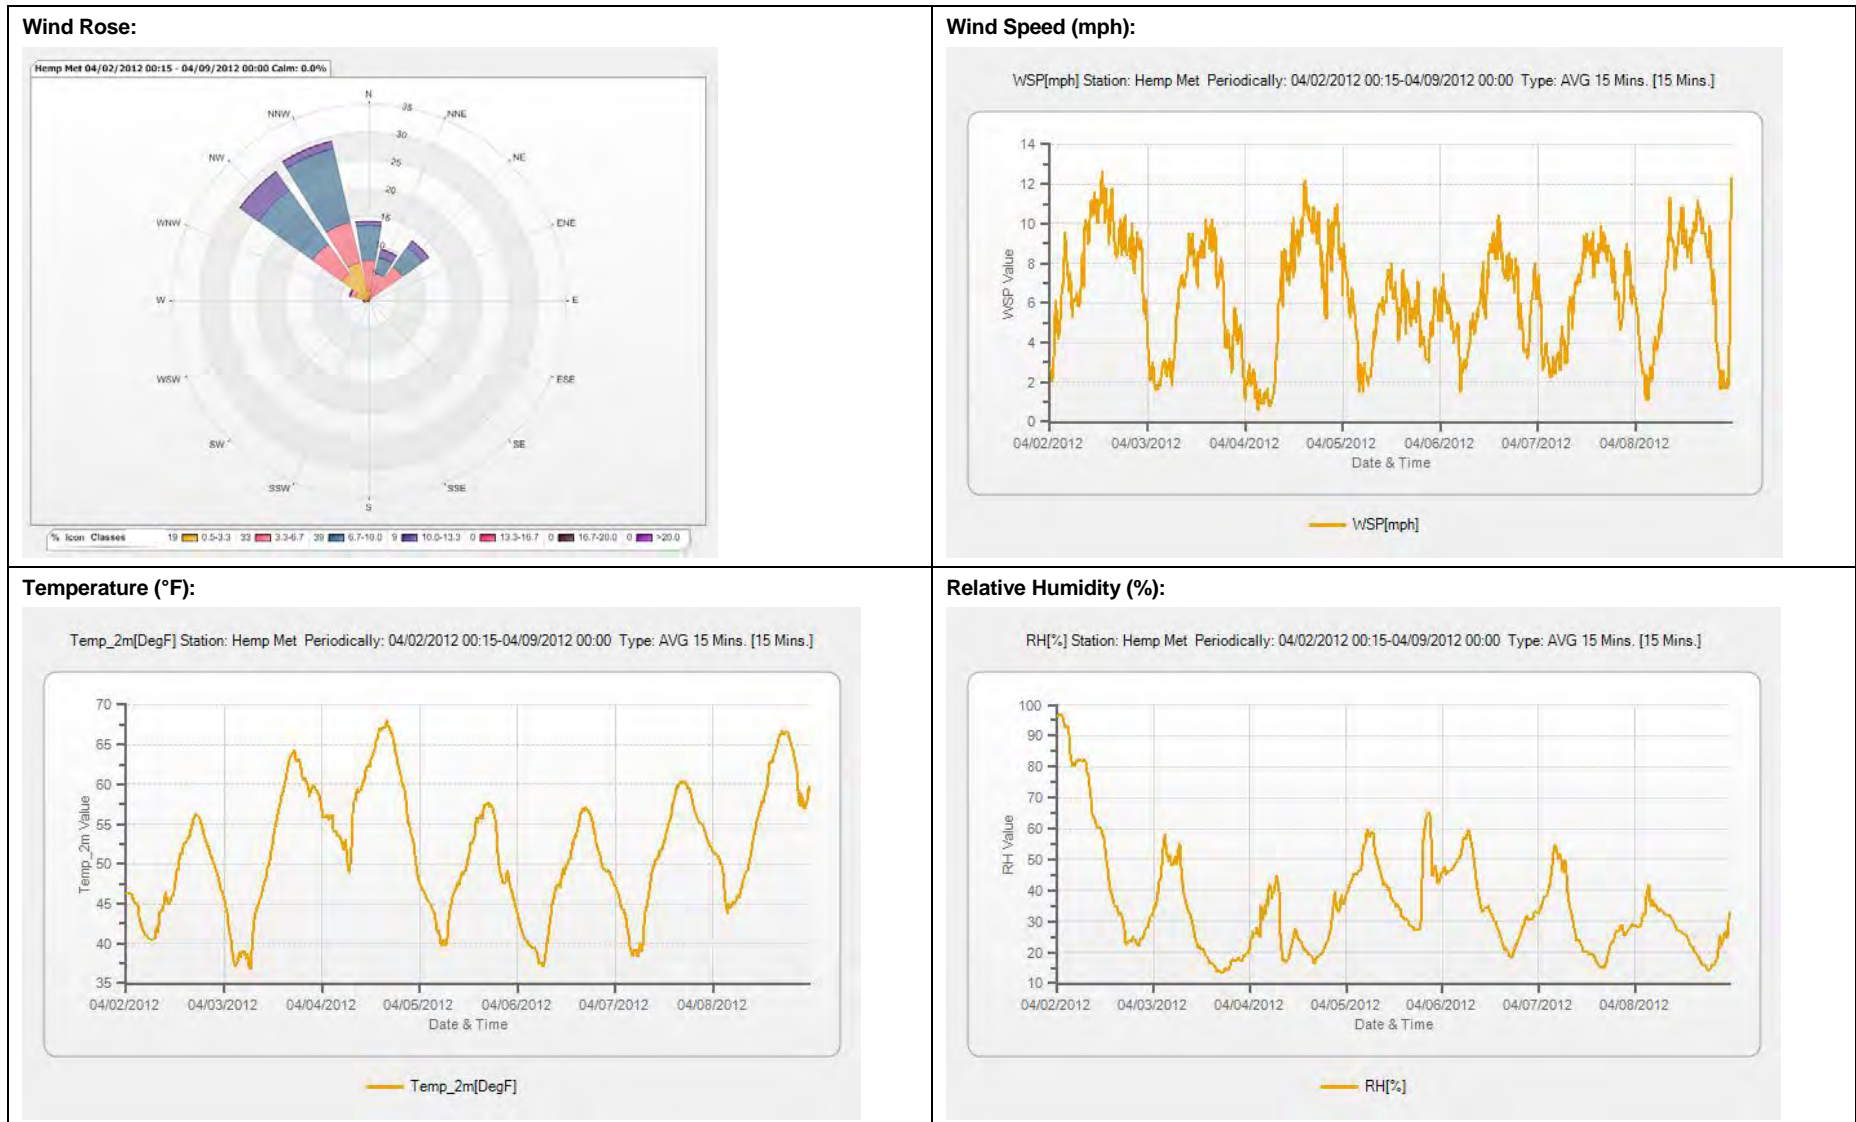 Wind Rose:
Hemp Met 04/02/2012 00:15 - 04/09/2012 00:00 Calm: 0.0%
N
NNE
NE
ENE
E
ESE
SE
SSE
S
SSW
SW
WSW
W
WNW
NW
NNW
35
30
25
20
15
10
% Icon Classes 19 0.5-3.3 33 3.3-6.7 39 6.7-10.0 9 10.0-13.3 0 13.3-16.7 0 16.7-20.0 0 >20.0
Wind Speed (mph):
WSP[mph] Station: Hemp Met Periodically: 04/02/2012 00:15-04/09/2012 00:00 Type: AVG 15 Mins. [15 Mins.]
WSP Value
14
12
10
8
6
4
2
0
04/02/2012 04/03/2012 04/04/2012 04/05/2012 04/06/2012 04/07/2012 04/08/2012
Date & Time
WSP[mph]
Temperature (°F):
Temp_2m[DegF] Station: Hemp Met Periodically: 04/02/2012 00:15-04/09/2012 00:00 Type: AVG 15 Mins. [15 Mins.]
Temp_2m Value
70
65
60
55
50
45
40
35
04/02/2012 04/03/2012 04/04/2012 04/05/2012 04/06/2012 04/07/2012 04/08/2012
Date & Time
Temp_2m[DegF]
Relative Humidity (%):
RH[%] Station: Hemp Met Periodically: 04/02/2012 00:15-04/09/2012 00:00 Type: AVG 15 Mins. [15 Mins.]
RH Value
100
90
80
70
60
50
40
30
20
10
04/02/2012 04/03/2012 04/04/2012 04/05/2012 04/06/2012 04/07/2012 04/08/2012
Date & Time
RH[%]